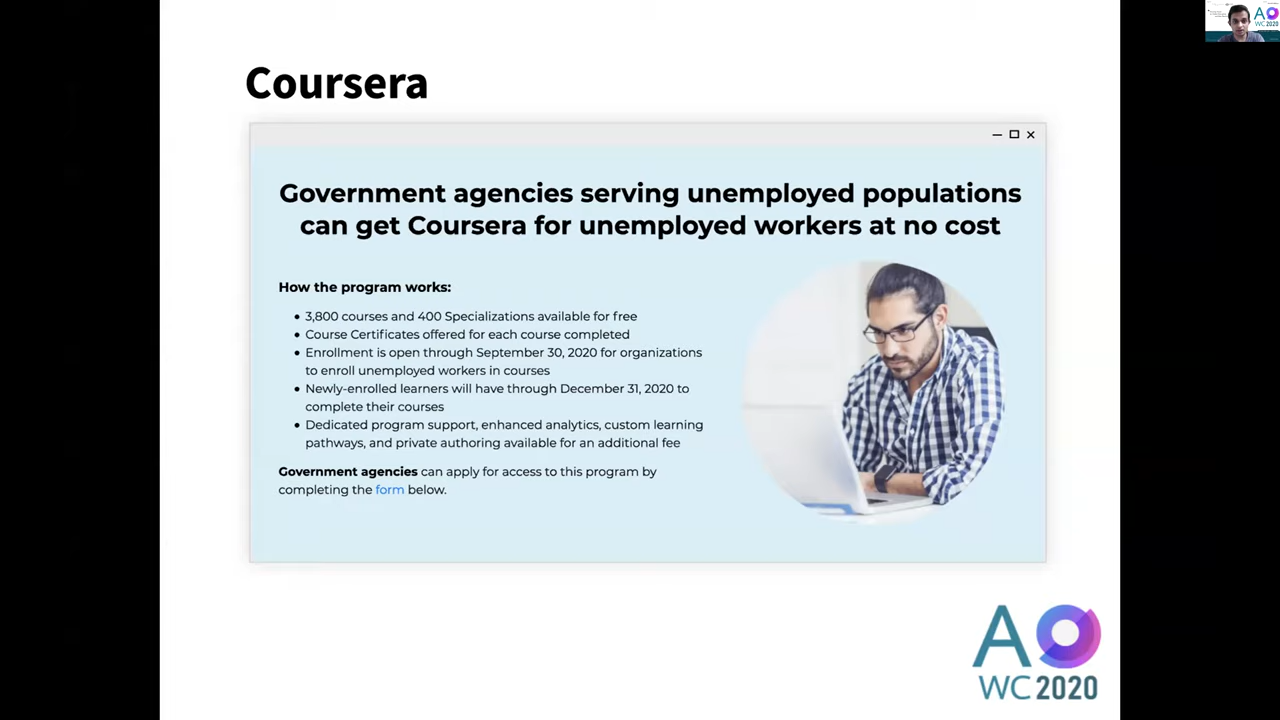 Coursera
Government agencies serving unemployed populations
can get Coursera for unemployed workers at no cost
How the program works:
• 3,800 courses and 400 Specializations available for free
• Course Certificates offered for each course completed
• Enrollment is open through September 30, 2020 for organizations
to enroll unemployed workers in courses
• Newly-enrolled learners will have through December 31, 2020 to
complete their courses
• Dedicated program support, enhanced analytics, custom learning
pathways, and private authoring available for an additional fee
Government agencies can apply for access to this program by
completing the form below.
AO
WC2020
AO
WC2020